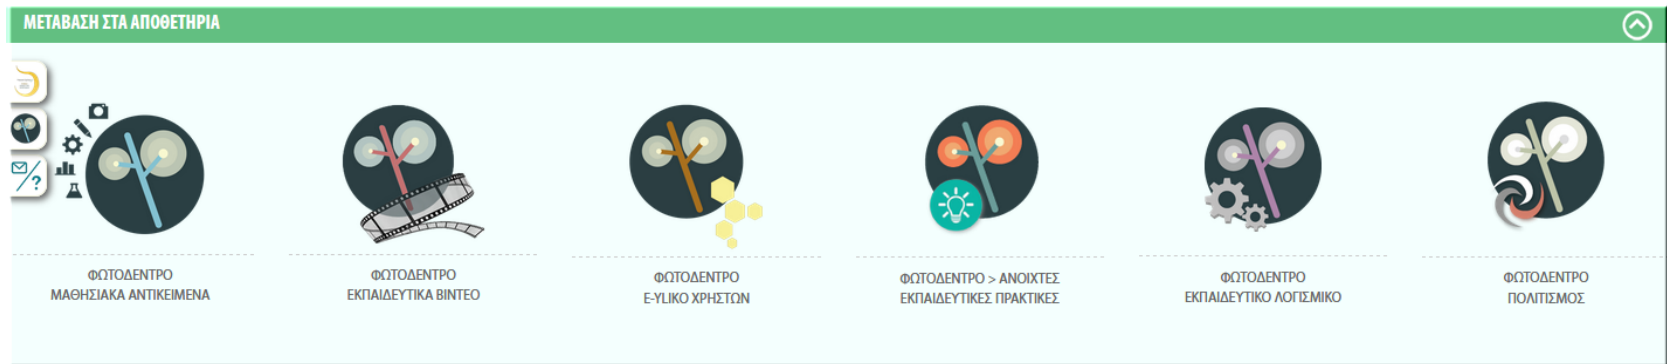 ΜΕΤΑΒΑΣΗ ΣΤΑ ΑΠΟΘΕΤΗΡΙΑ
?
ΦΩΤΟΔΕΝΤΡΟ
ΜΑΘΗΣΙΑΚΑ ΑΝΤΙΚΕΙΜΕΝΑ
ΦΩΤΟΔΕΝΤΡΟ
ΕΚΠΑΙΔΕΥΤΙΚΑ ΒΙΝΤΕΟ
ΦΩΤΟΔΕΝΤΡΟ
E-YLIKO ΧΡΗΣΤΩΝ
ΦΩΤΟΔΕΝΤΡΟ > ΑΝΟΙΧΤΕΣ
ΕΚΠΑΙΔΕΥΤΙΚΕΣ ΠΡΑΚΤΙΚΕΣ
ΦΩΤΟΔΕΝΤΡΟ
ΕΚΠΑΙΔΕΥΤΙΚΟ ΛΟΓΙΣΜΙΚΟ
ΦΩΤΟΔΕΝΤΡΟ
ΠΟΛΙΤΙΣΜΟΣ